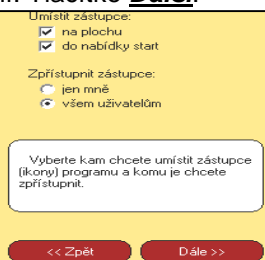 Dále.
Umístit zástupce:
na plochu
do nabídky start
Zpřístupnit zástupce:
jen mně
všem uživatelům
Vyberte kam chcete umístit zástupce
(ikony) programu a komu je chcete
zpřístupnit.
<< Zpět
Dále >>